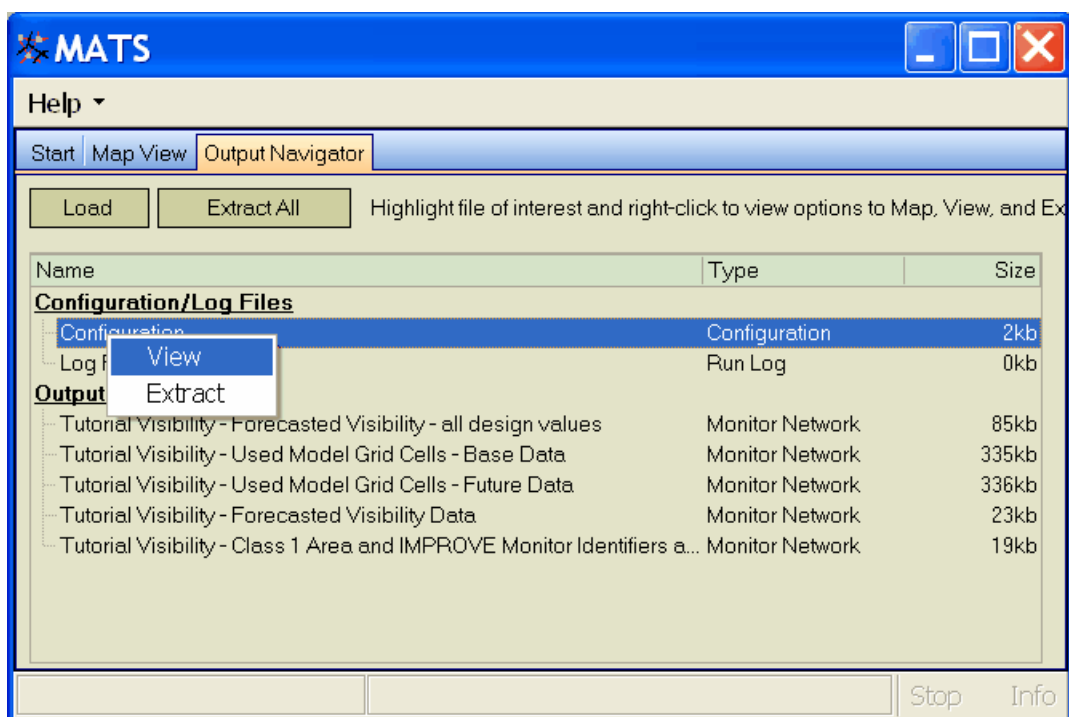 MATS
Help
Start Map View Output Navigator
Load Extract All Highlight file of interest and right-click to view options to Map, View, and Ex
Name Type Size
Configuration/Log Files
Configuration Configuration 2kb
View
Log F Run Log 0kb
Extract
Output
Tutorial Visibility - Forecasted Visibility - all design values Monitor Network 85kb
Tutorial Visibility - Used Model Grid Cells - Base Data Monitor Network 335kb
Tutorial Visibility - Used Model Grid Cells - Future Data Monitor Network 336kb
Tutorial Visibility - Forecasted Visibility Data Monitor Network 23kb
Tutorial Visibility - Class 1 Area and IMPROVE Monitor Identifiers a... Monitor Network 19kb
Stop Info